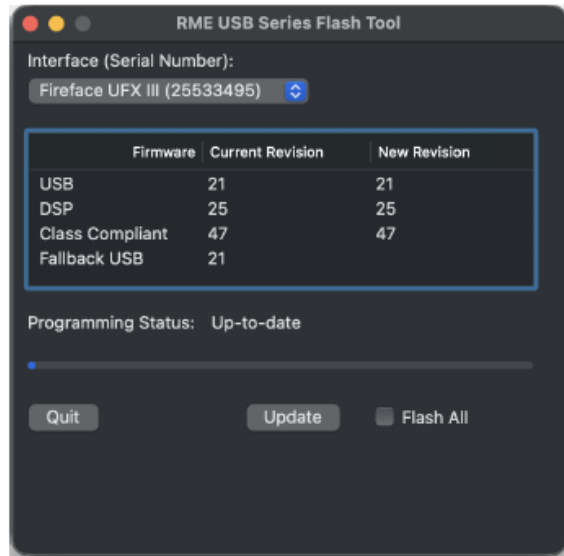 RME USB Series Flash Tool
Interface (Serial Number):
Fireface UFX III (25533495)
Firmware Current Revision New Revision
USB 21 21
DSP 25 25
Class Compliant 47 47
Fallback USB 21
Programming Status: Up-to-date
Quit Update Flash All